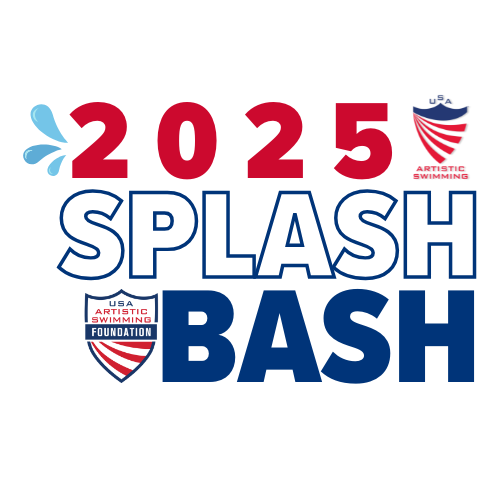 2025
USA
ARTISTIC
SWIMMING
SPLASH
USA
ARTISTIC
SWIMMING
FOUNDATION
BASH